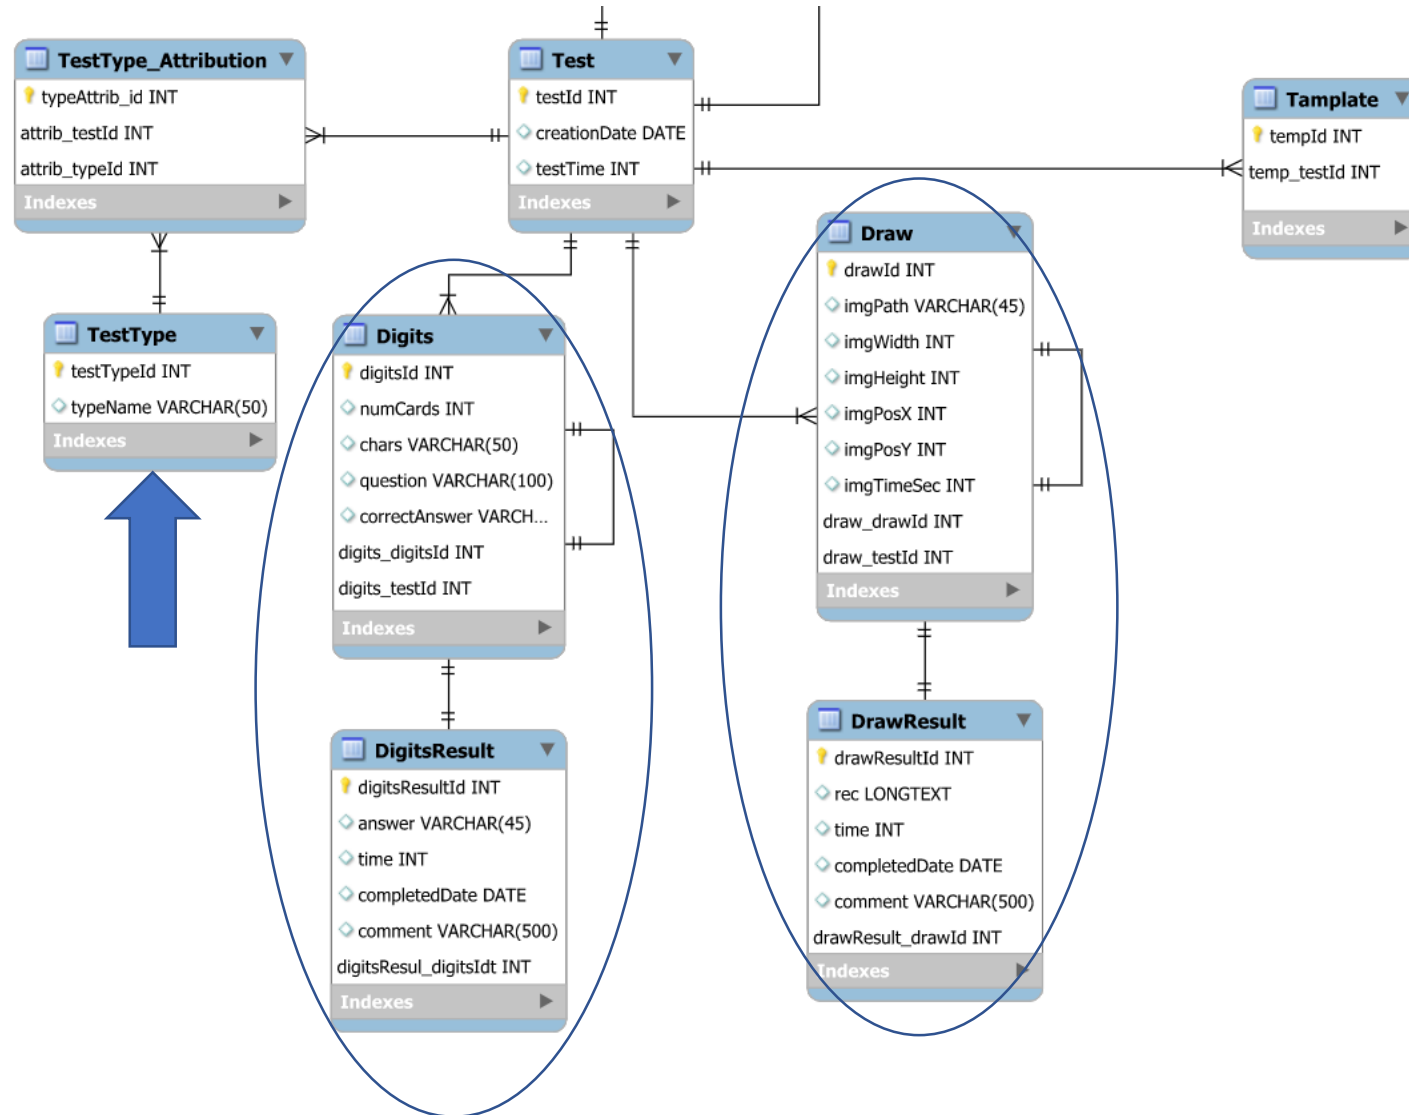 TestType_Attribution
typeAttrib_id INT
attrib_testId INT
attrib_typeId INT
Indexes
Test
testId INT
creationDate DATE
testTime INT
Indexes
Tamplate
tempId INT
temp_testId INT
Indexes
TestType
testTypeId INT
typeName VARCHAR(50)
Indexes
Digits
digitsId INT
numCards INT
chars VARCHAR(50)
question VARCHAR(100)
correctAnswer VARCH...
digits_digitsId INT
digits_testId INT
Indexes
Draw
drawId INT
imgPath VARCHAR(45)
imgWidth INT
imgHeight INT
imgPosX INT
imgPosY INT
imgTimeSec INT
draw_drawId INT
draw_testId INT
Indexes
DigitsResult
digitsResultId INT
answer VARCHAR(45)
time INT
completedDate DATE
comment VARCHAR(500)
digitsResul_digitsIdt INT
Indexes
DrawResult
drawResultId INT
rec LONGTEXT
time INT
completedDate DATE
comment VARCHAR(500)
drawResult_drawId INT
Indexes